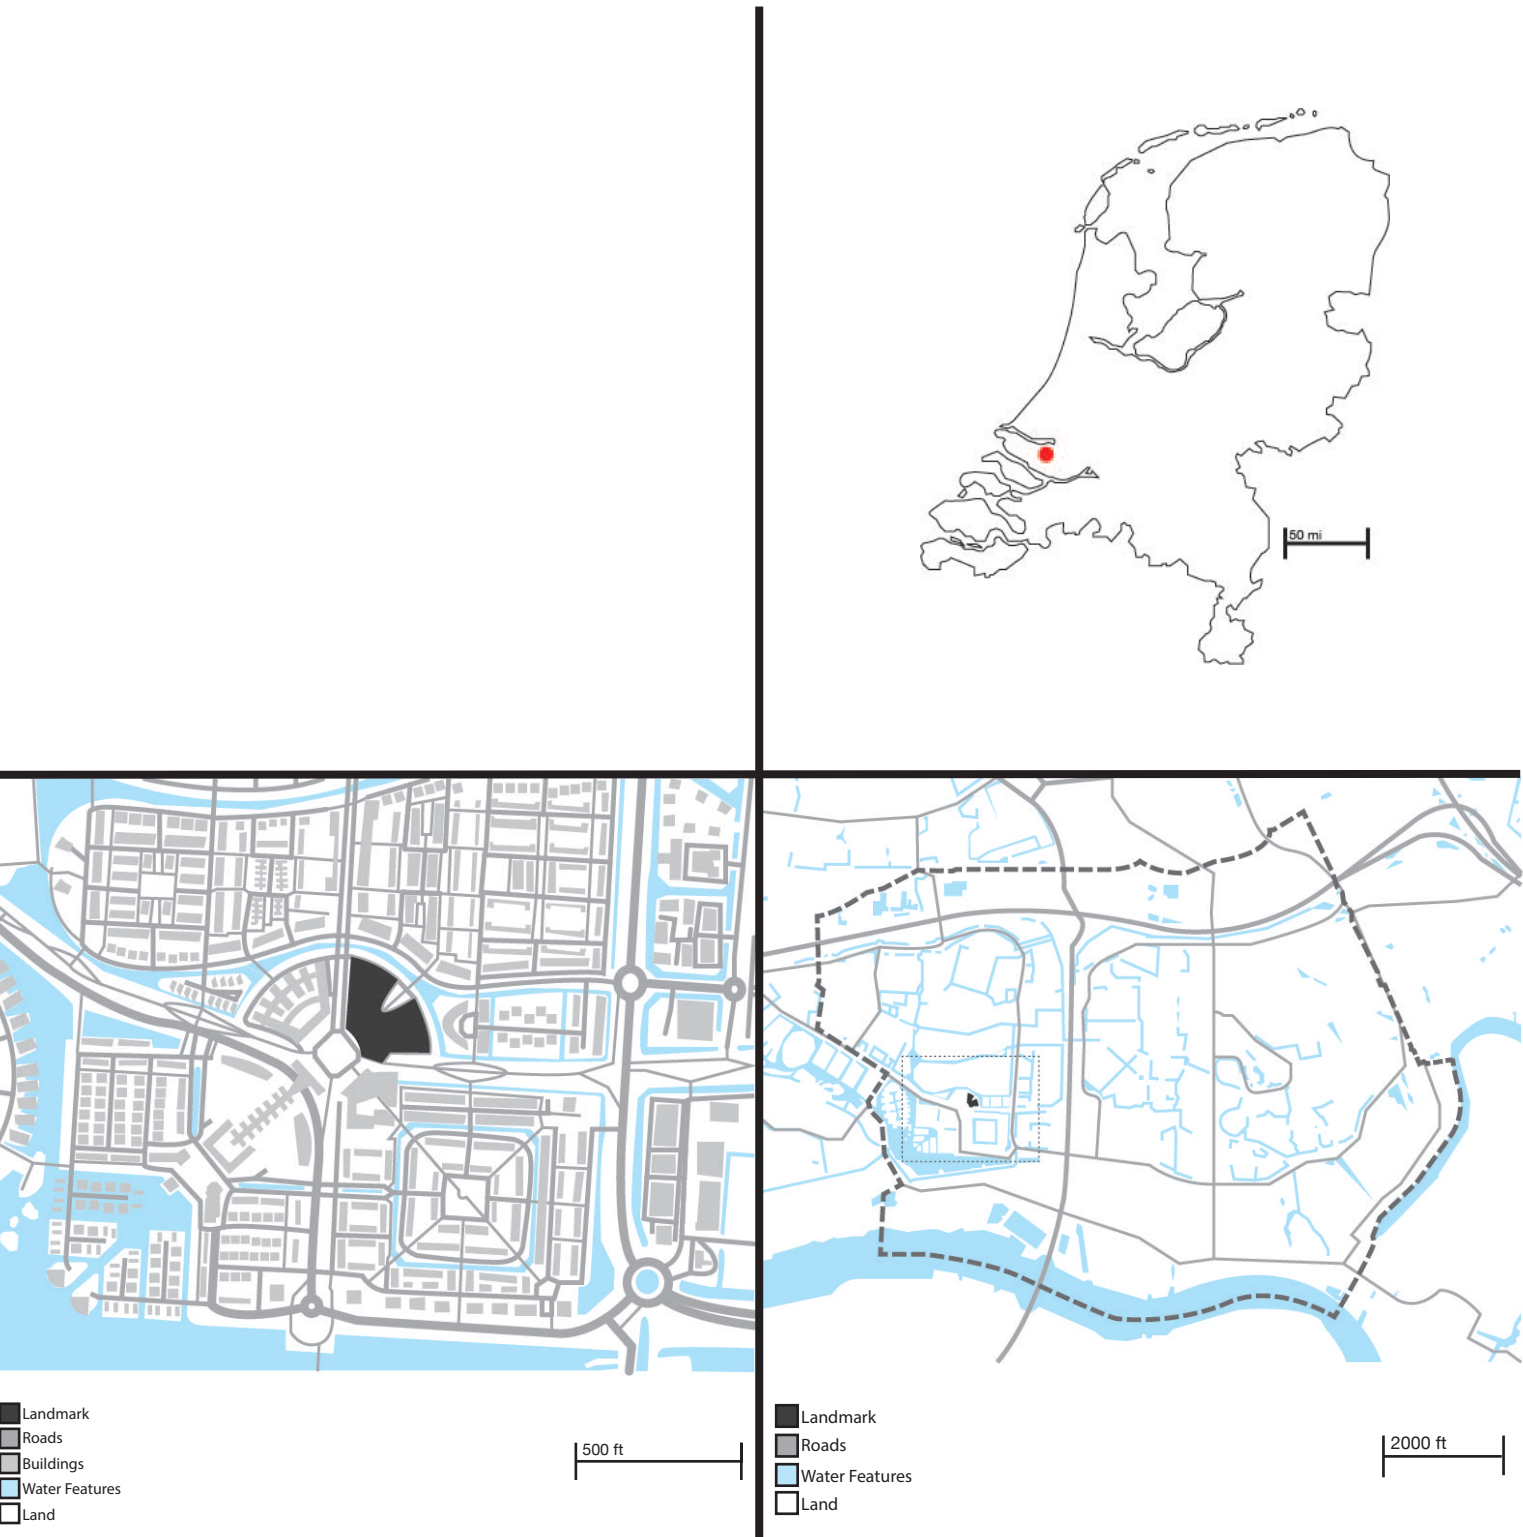 50 mi
Landmark
Roads
Buildings
Water Features
Land
500 ft
Landmark
Roads
Water Features
Land
2000 ft